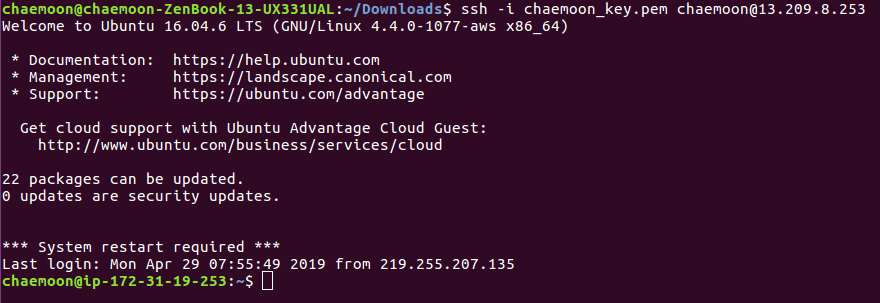 chaemoon@chaemoon-ZenBook-13-UX331UAL:~/Downloads$ ssh -i chaemoon_key.pem chaemoon@13.209.8.253
Welcome to Ubuntu 16.04.6 LTS (GNU/Linux 4.4.0-1077-aws x86_64)
* Documentation:  https://help.ubuntu.com
* Management:     https://landscape.canonical.com
* Support:        https://ubuntu.com/advantage
Get cloud support with Ubuntu Advantage Cloud Guest:
http://www.ubuntu.com/business/services/cloud
22 packages can be updated.
0 updates are security updates.
*** System restart required ***
Last login: Mon Apr 29 07:55:49 2019 from 219.255.207.135
chaemoon@ip-172-31-19-253:~$